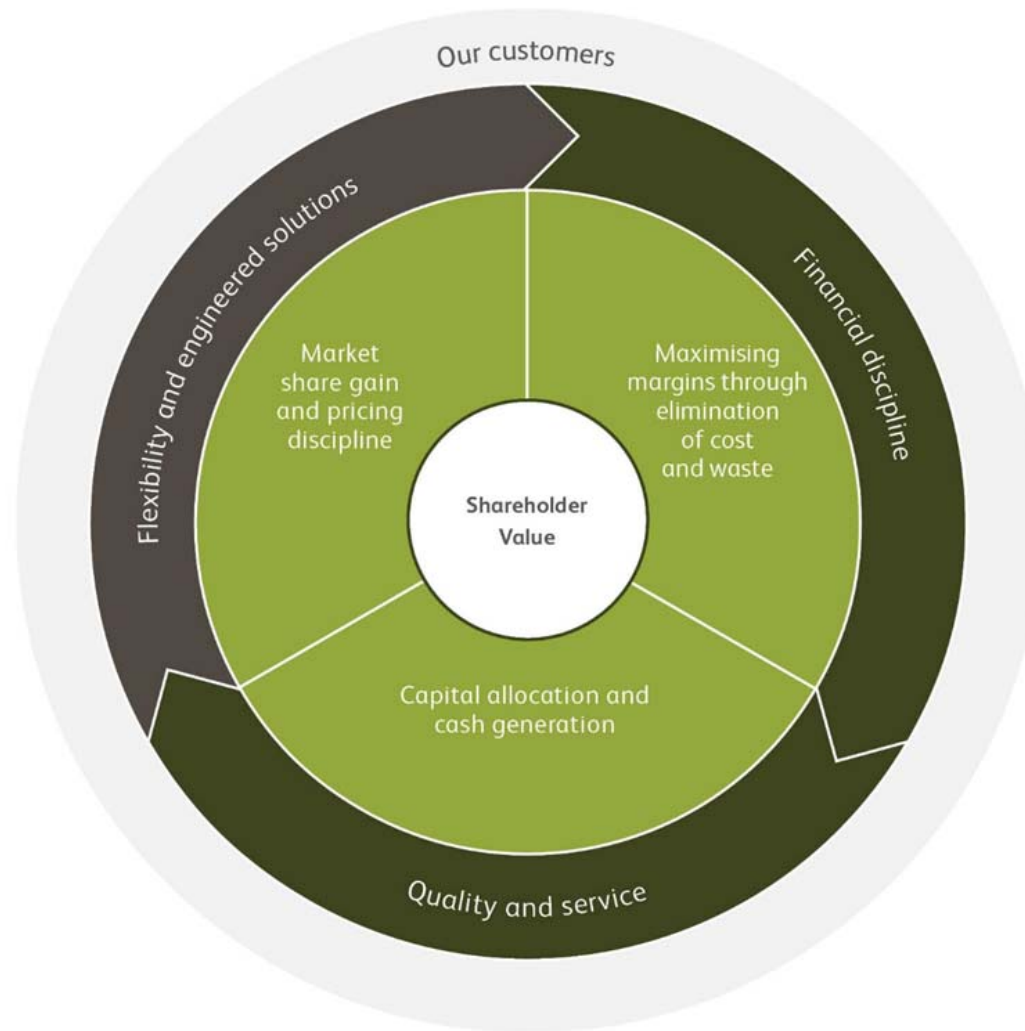 Our customers
Flexibility and engineered solutions
Financial discipline
Market
share gain
and pricing
discipline
Maximising
margins through
elimination
of cost
and waste
Shareholder
Value
Capital allocation and
cash generation
Quality and service